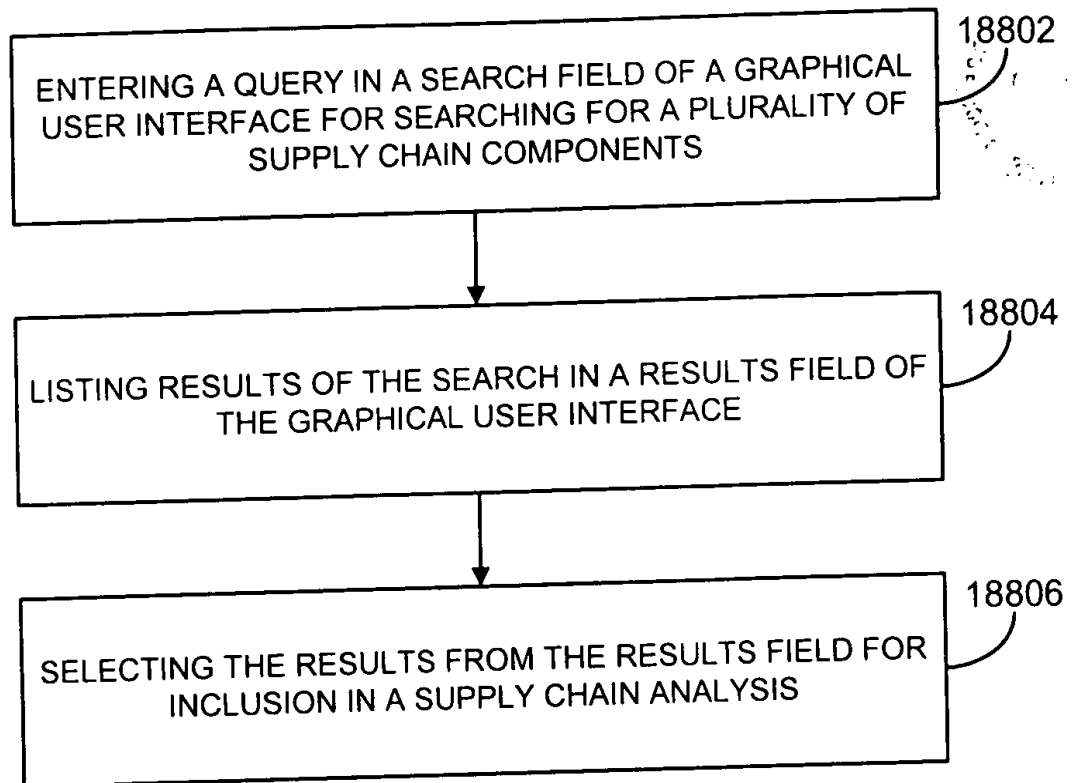 18802
ENTERING A QUERY IN A SEARCH FIELD OF A GRAPHICAL
USER INTERFACE FOR SEARCHING FOR A PLURALITY OF
SUPPLY CHAIN COMPONENTS
18804
LISTING RESULTS OF THE SEARCH IN A RESULTS FIELD OF
THE GRAPHICAL USER INTERFACE
18806
SELECTING THE RESULTS FROM THE RESULTS FIELD FOR
INCLUSION IN A SUPPLY CHAIN ANALYSIS